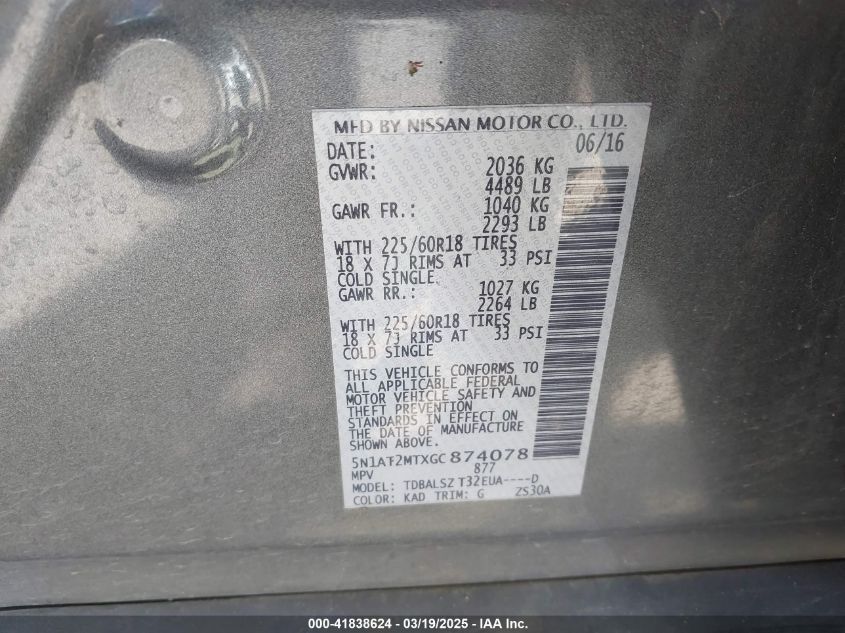 MFD BY NISSAN MOTOR CO., LTD.
DATE: 06/16
GVWR: 2036 KG
4489 LB
GAWR FR.: 1040 KG
2293 LB
WITH 225/60R18 TIRES
18 X 7J RIMS AT 33 PSI
COLD SINGLE
GAWR RR.: 1027 KG
2264 LB
WITH 225/60R18 TIRES
18 X 7J RIMS AT 33 PSI
COLD SINGLE
THIS VEHICLE CONFORMS TO
ALL APPLICABLE FEDERAL
MOTOR VEHICLE SAFETY AND
THEFT PREVENTION
STANDARDS IN EFFECT ON
THE DATE OF MANUFACTURE
SHOWN ABOVE.
5N1AT2MTXGC874078
MPV 877
MODEL: TDBALSZ T32EUA----D
COLOR: KAD TRIM: G ZS30A
000-41838624 — 03/19/2025 — IAA Inc.